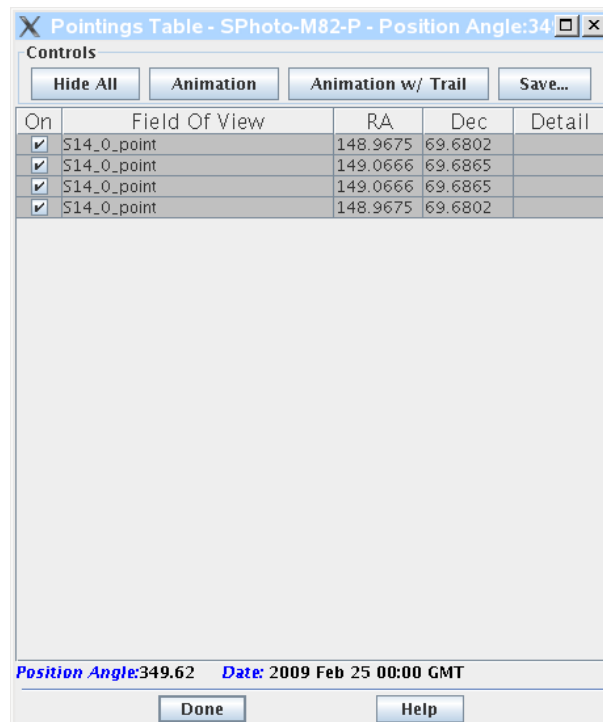 Pointings Table - SPhoto-M82-P - Position Angle:34
Controls
Hide All Animation Animation w/ Trail Save...
On Field Of View RA Dec Detail
S14_0_point 148.9675 69.6802
S14_0_point 149.0666 69.6865
S14_0_point 149.0666 69.6865
S14_0_point 148.9675 69.6802
Position Angle:349.62 Date: 2009 Feb 25 00:00 GMT
Done Help